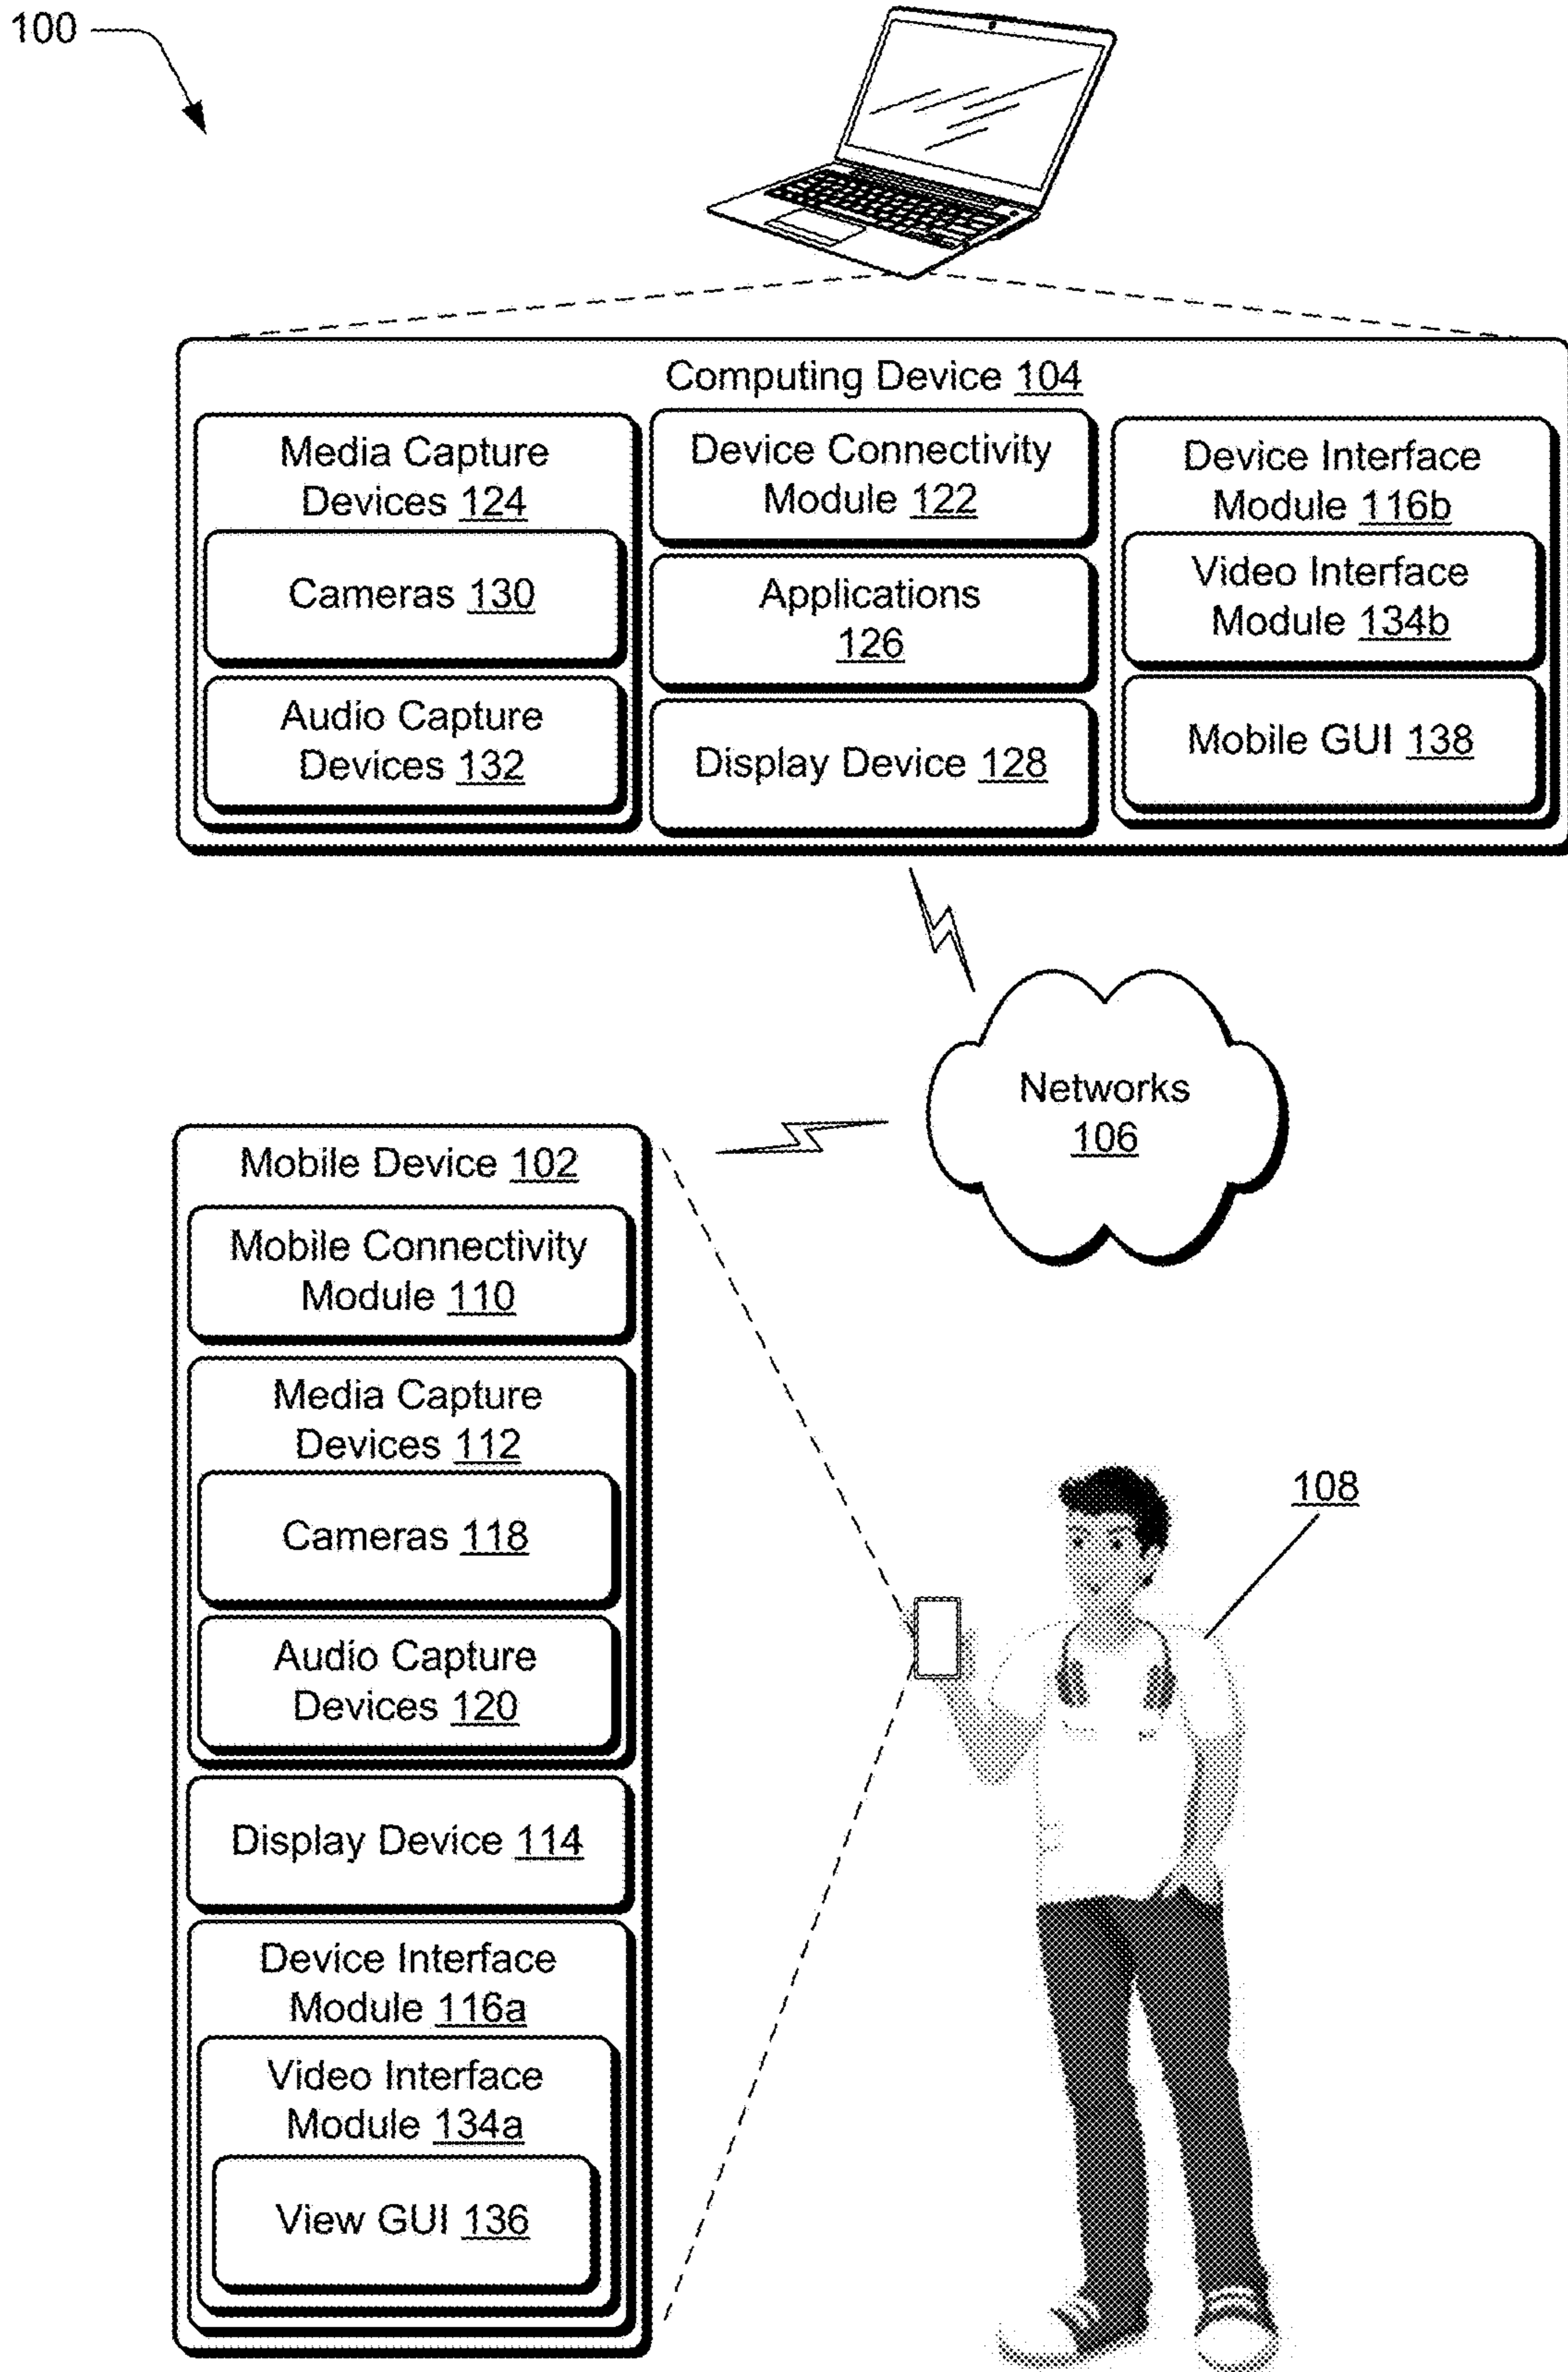 100
Computing Device 104
Media Capture
Devices 124
Cameras 130
Audio Capture
Devices 132
Device Connectivity
Module 122
Applications
126
Display Device 128
Device Interface
Module 116b
Video Interface
Module 134b
Mobile GUI 138
Networks
106
Mobile Device 102
Mobile Connectivity
Module 110
Media Capture
Devices 112
Cameras 118
Audio Capture
Devices 120
Display Device 114
Device Interface
Module 116a
Video Interface
Module 134a
View GUI 136
108